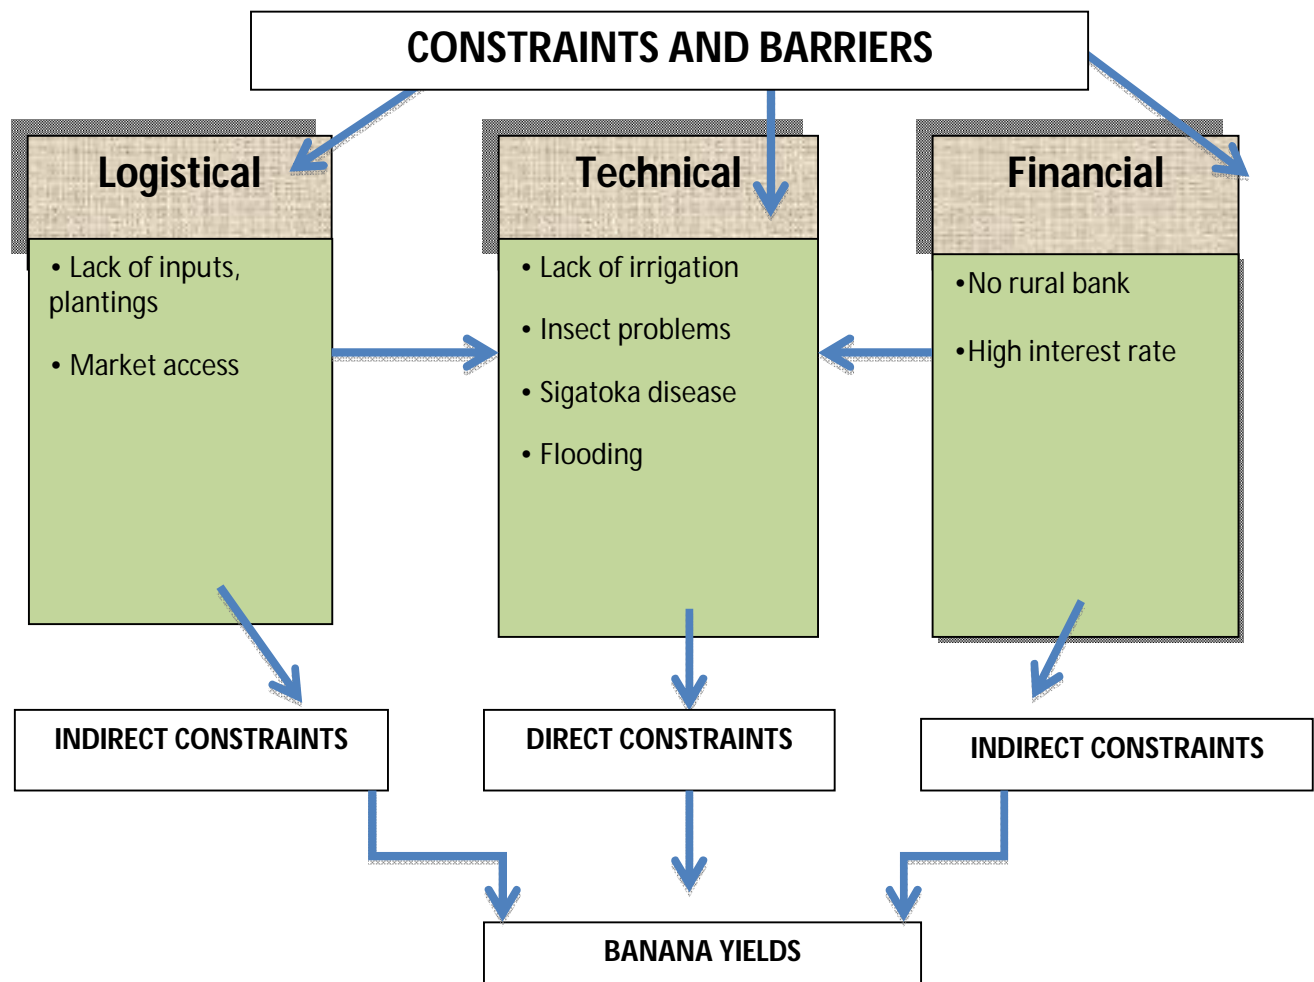 CONSTRAINTS AND BARRIERS
Logistical
• Lack of inputs,
plantings
• Market access
Technical
• Lack of irrigation
• Insect problems
• Sigatoka disease
• Flooding
Financial
•No rural bank
•High interest rate
INDIRECT CONSTRAINTS
DIRECT CONSTRAINTS
INDIRECT CONSTRAINTS
BANANA YIELDS